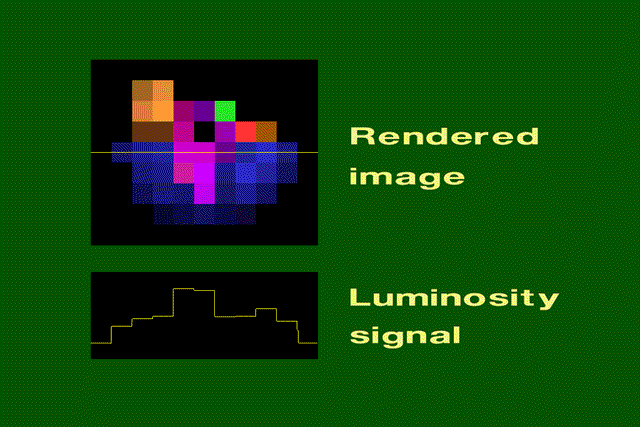 Rendered
image
Luminosity
signal